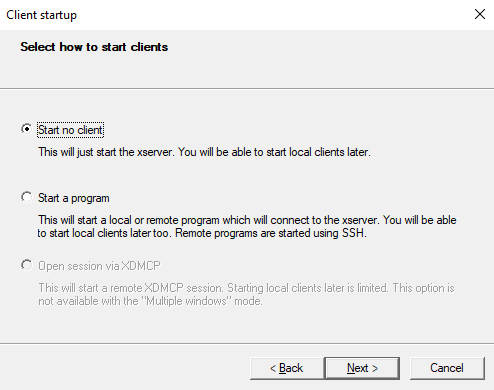 Client startup
Select how to start clients
Start no client
This will just start the xserver. You will be able to start local clients later.
Start a program
This will start a local or remote program which will connect to the xserver. You will be able
to start local clients later too. Remote programs are started using SSH.
Open session via XDMCP
This will start a remote XDMCP session. Starting local clients later is limited. This option is
not available with the "Multiple windows" mode.
< Back
Next >
Cancel